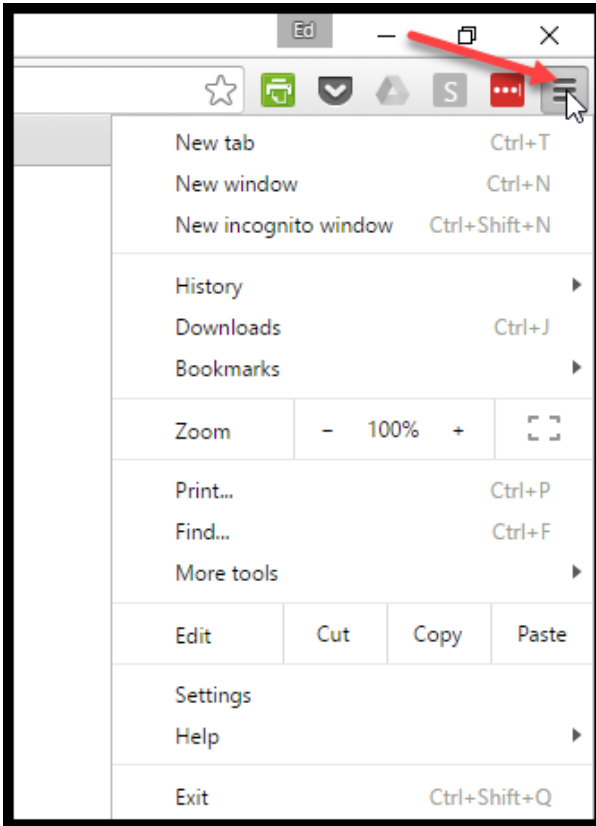 Ed
S
New tab Ctrl+T
New window Ctrl+N
New incognito window Ctrl+Shift+N
History
Downloads Ctrl+J
Bookmarks
Zoom - 100% +
Print... Ctrl+P
Find... Ctrl+F
More tools
Edit Cut Copy Paste
Settings
Help
Exit Ctrl+Shift+Q